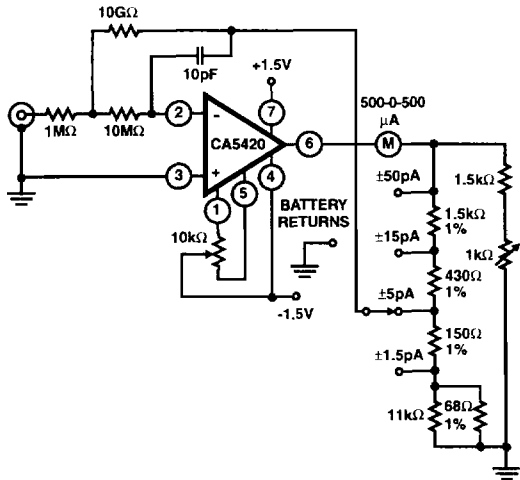 10GΩ
10pF
+1.5V
500-0-500
μA
1MΩ
10MΩ
2
-
7
CA5420
6
M
3
+
4
5
1
BATTERY
RETURNS
10kΩ
-1.5V
±50pA
1.5kΩ
1.5kΩ
1%
±15pA
1kΩ
430Ω
1%
±5pA
150Ω
1%
±1.5pA
11kΩ
68Ω
1%